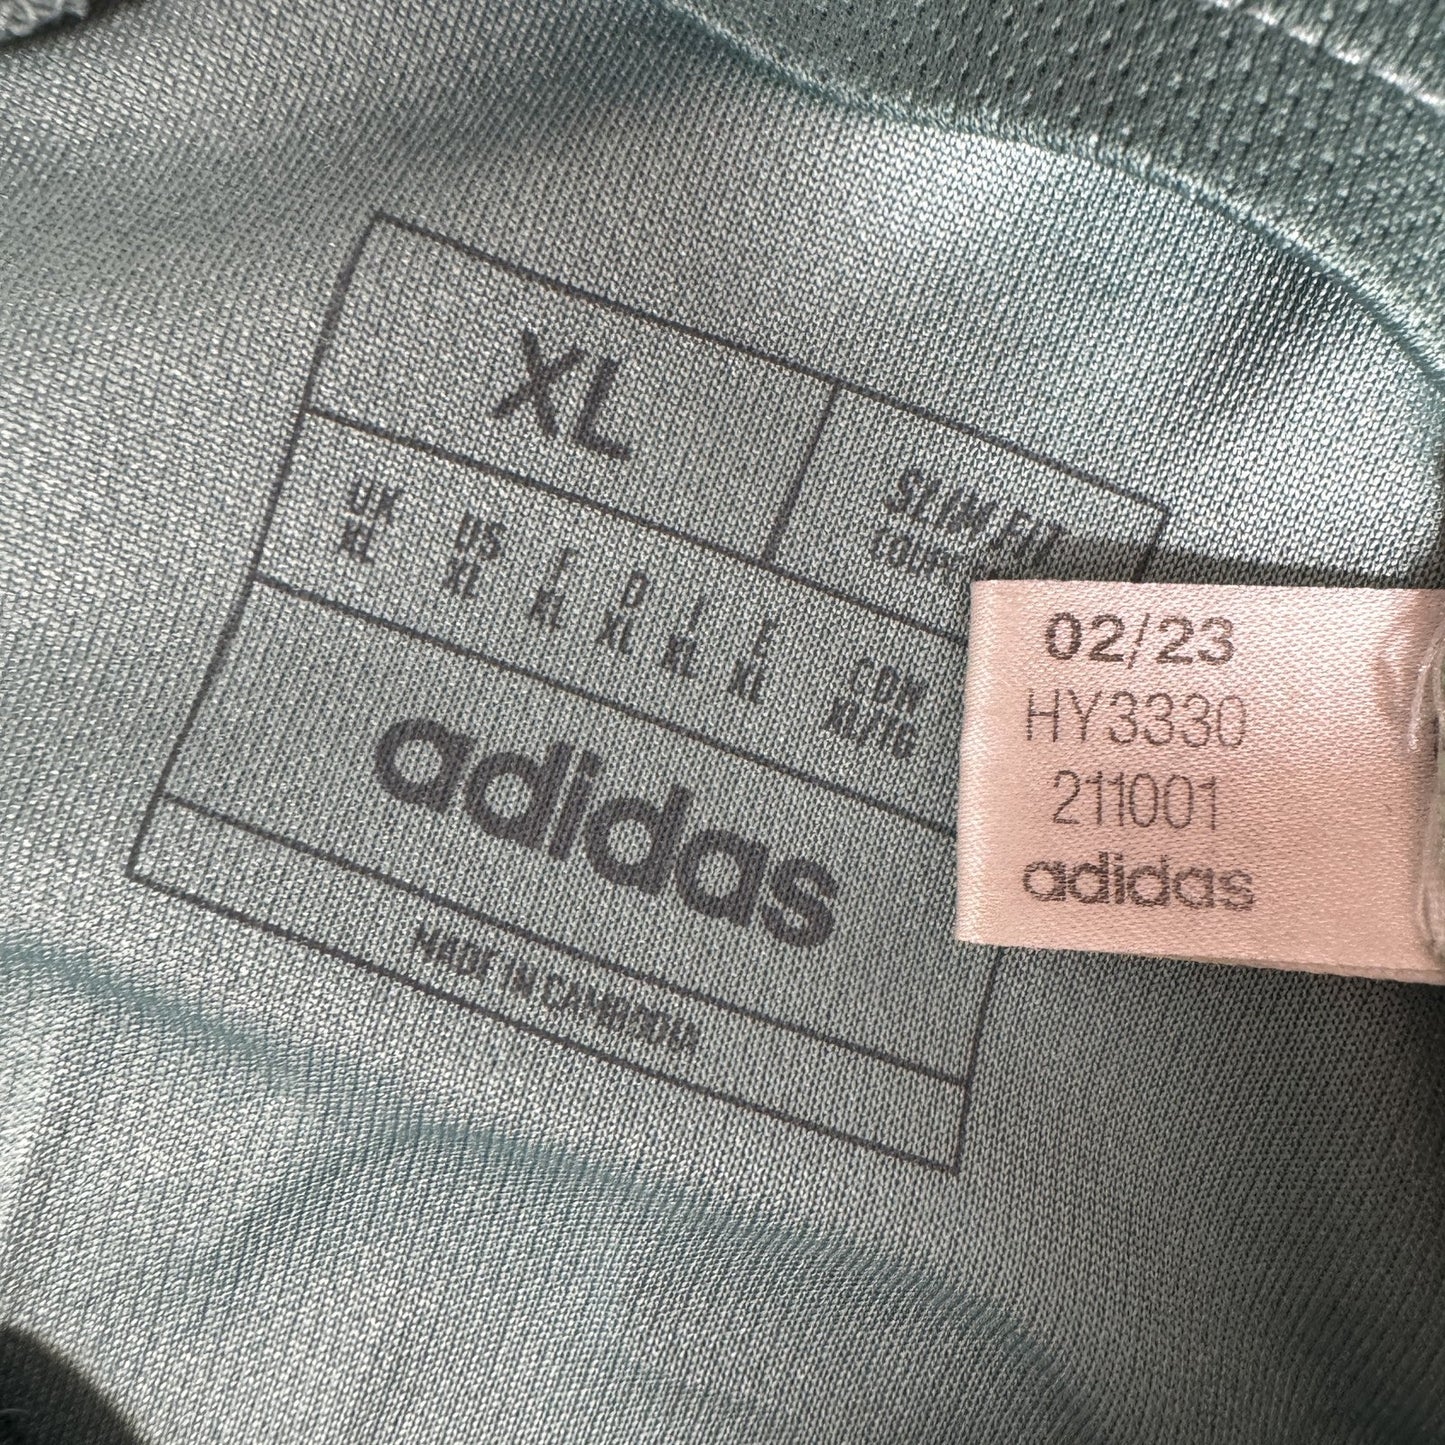 XL
SLIM FIT
UK US F D I E CDN
XL XL XL XL XL XL XL/TG
adidas
MADE IN CAMBODIA
02/23
HY3330
211001
adidas